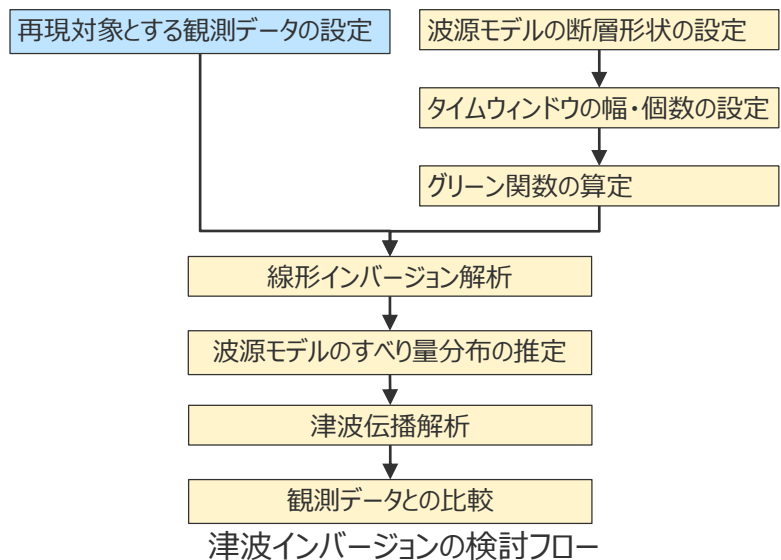 再現対象とする観測データの設定
波源モデルの断層形状の設定
タイムウィンドウの幅・個数の設定
グリーン関数の算定
線形インバージョン解析
波源モデルのすべり量分布の推定
津波伝播解析
観測データとの比較
津波インバージョンの検討フロー